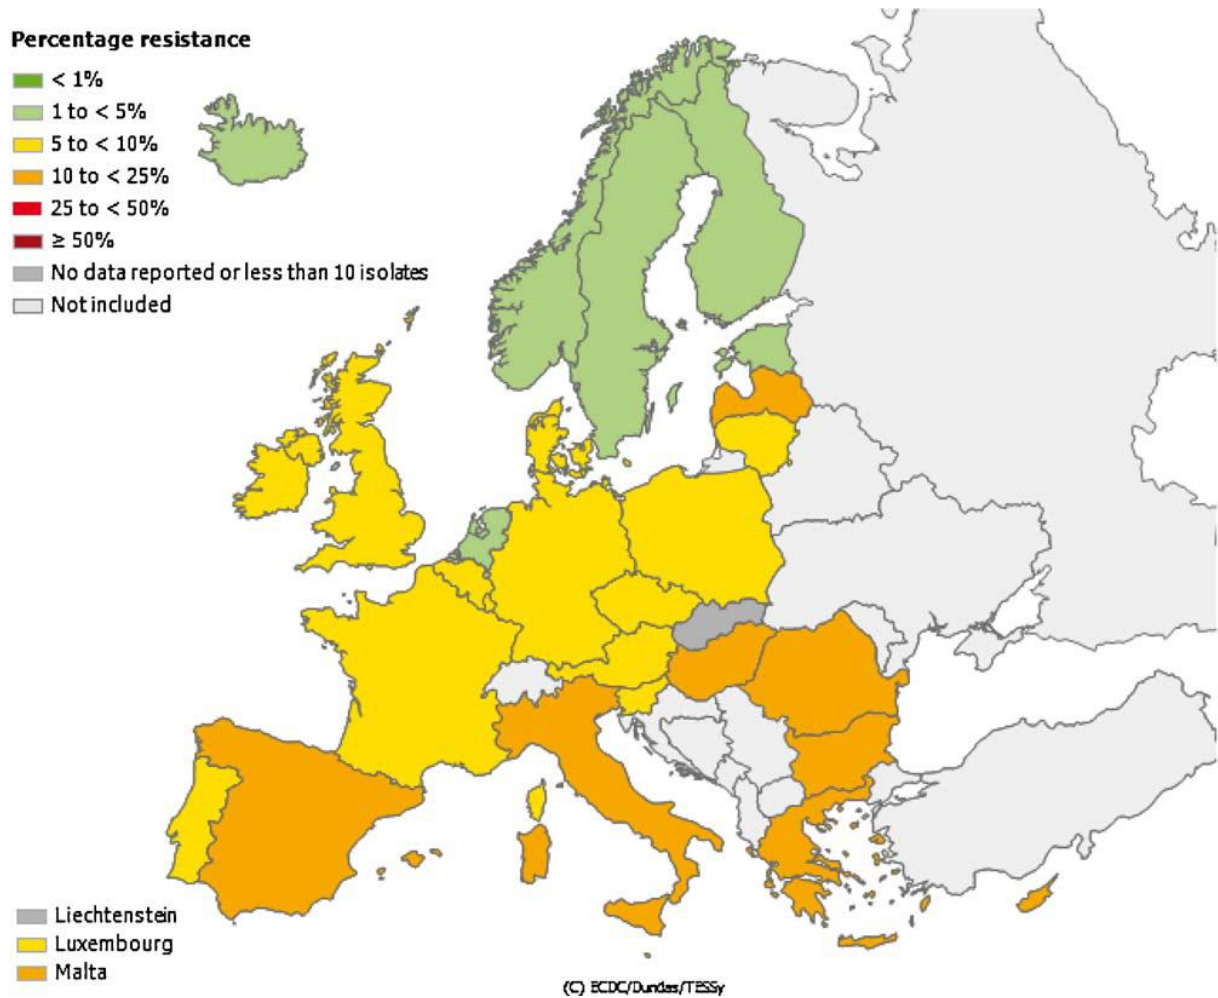 Percentage resistance
< 1%
1 to < 5%
5 to < 10%
10 to < 25%
25 to < 50%
≥ 50%
No data reported or less than 10 isolates
Not included
Liechtenstein
Luxembourg
Malta
(C) ECDC/Dundas/TESSy